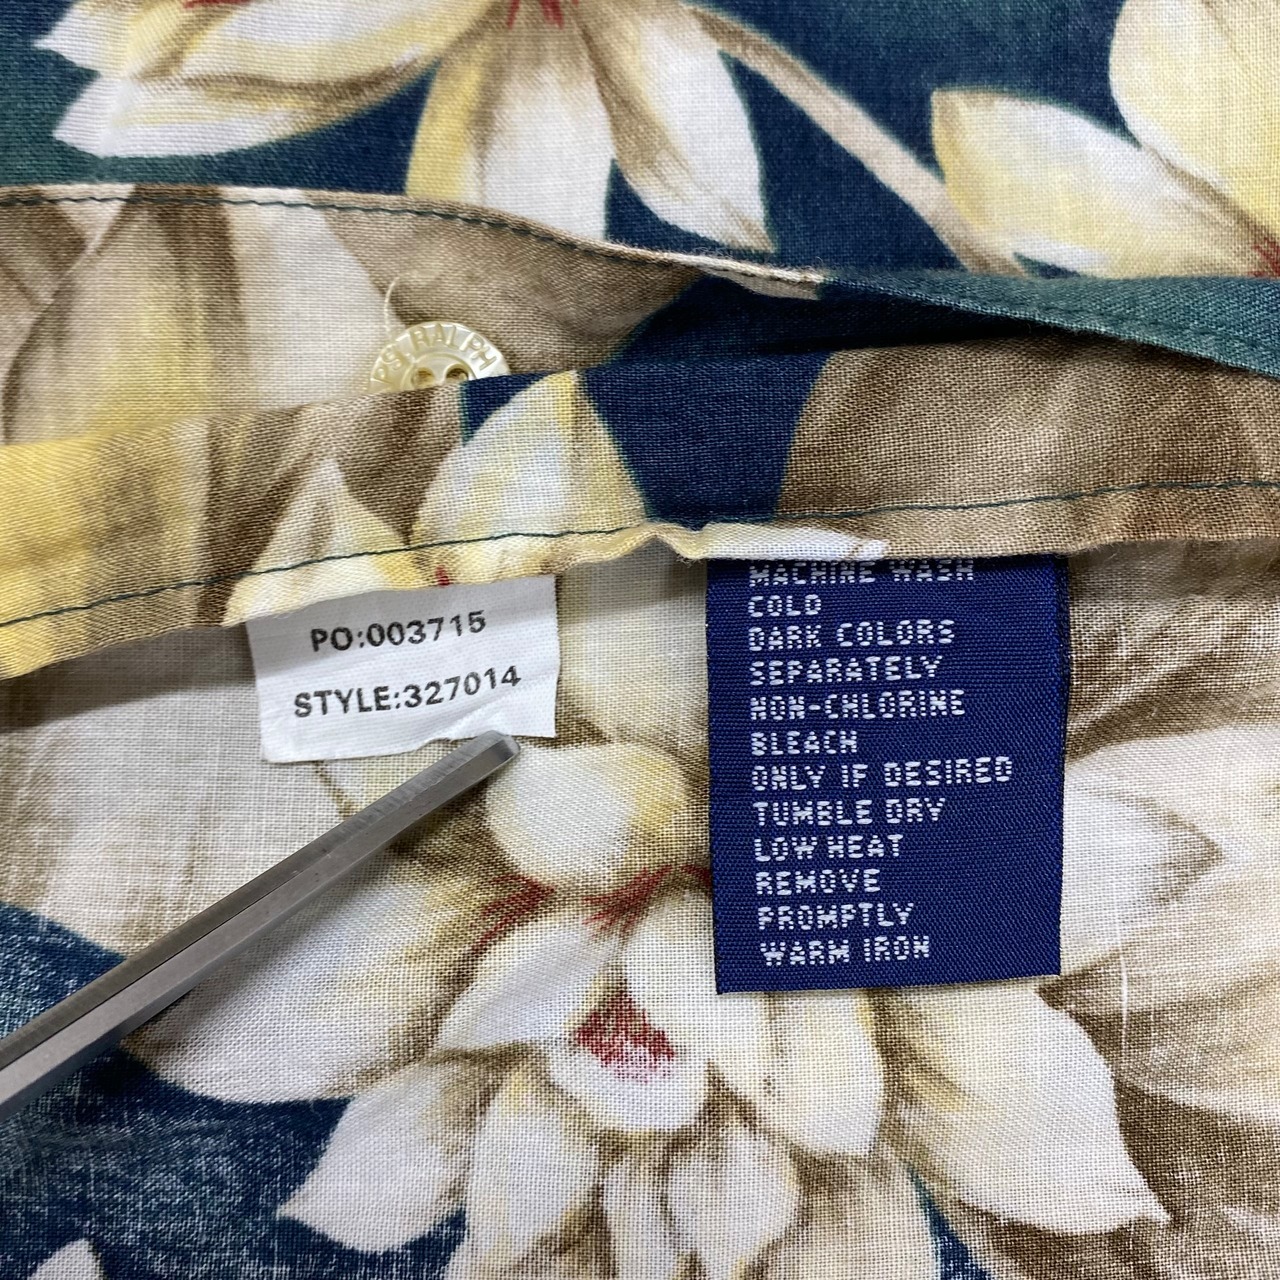 RALPH
PO:003715
STYLE:327014
MACHINE WASH
COLD
DARK COLORS
SEPARATELY
NON-CHLORINE
BLEACH
ONLY IF DESIRED
TUMBLE DRY
LOW HEAT
REMOVE
PROMPTLY
WARM IRON